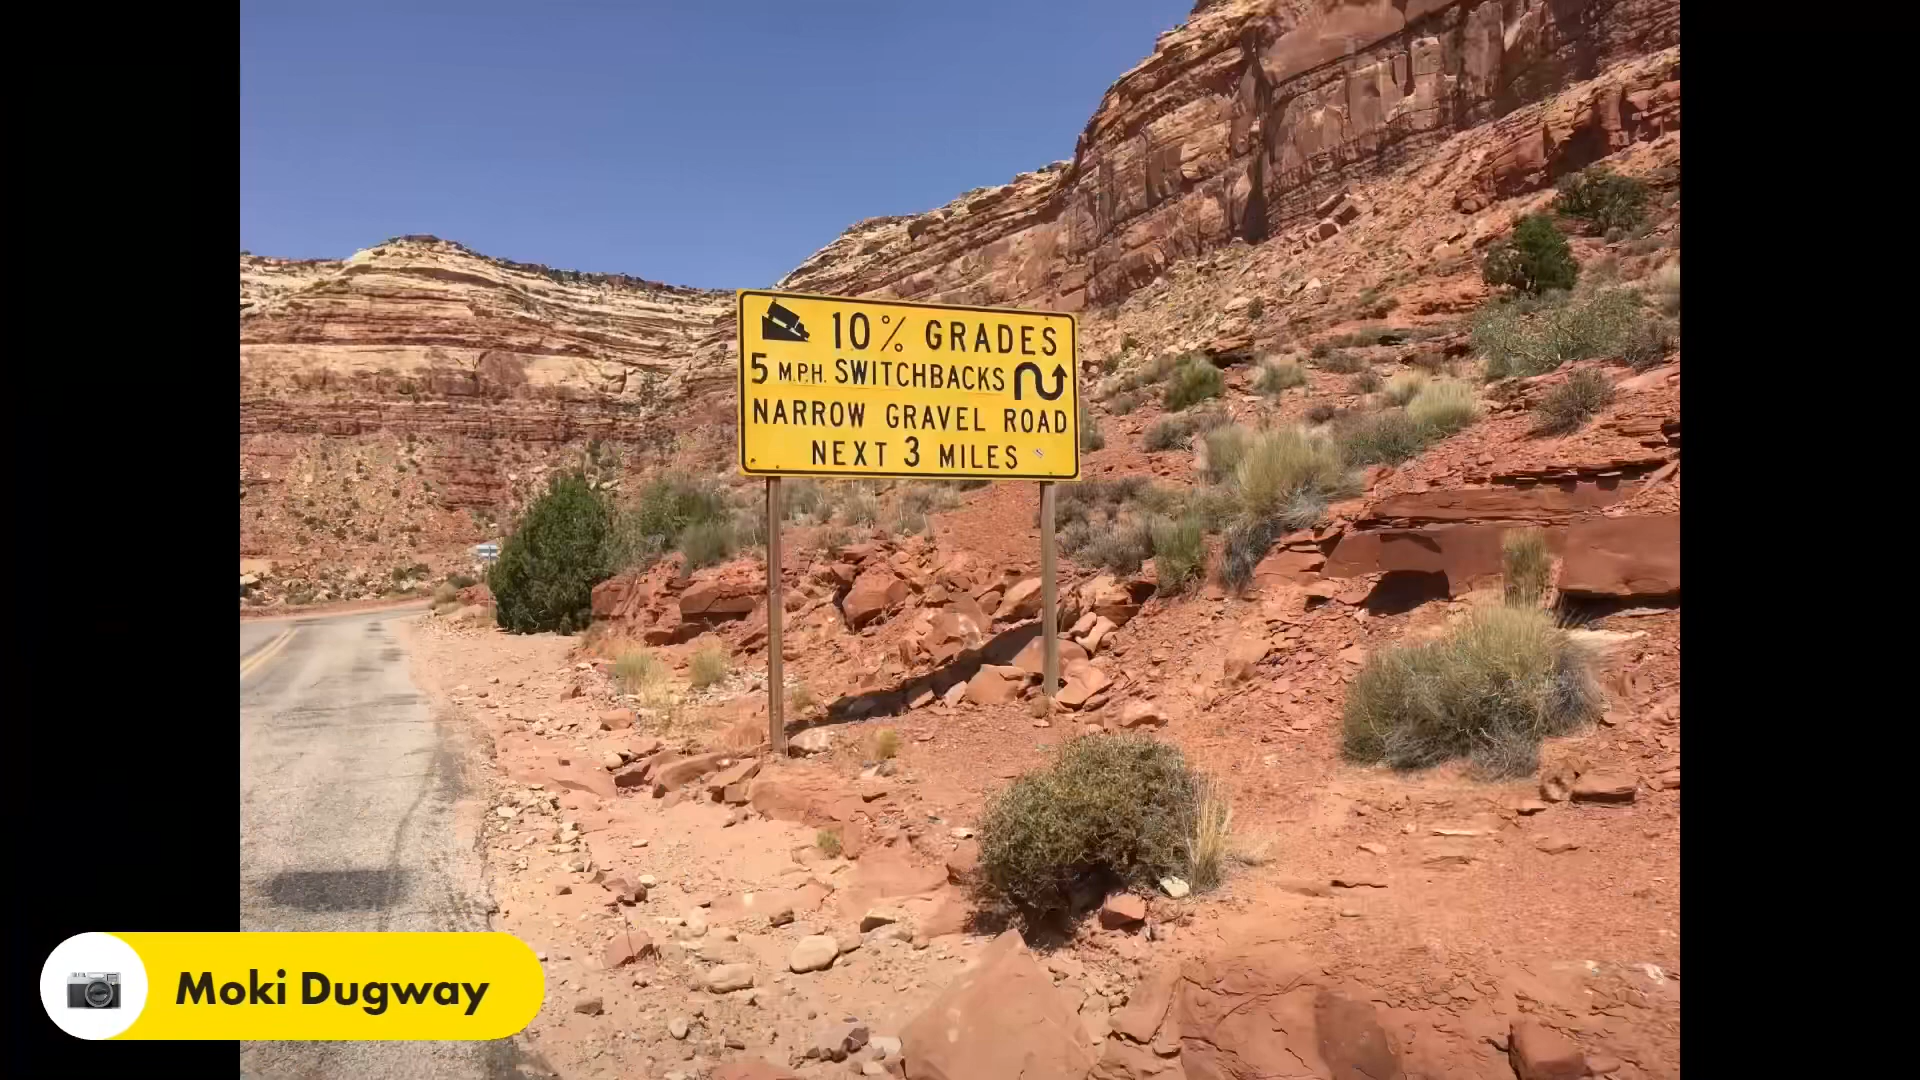 10% GRADES
5 M.P.H. SWITCHBACKS
NARROW GRAVEL ROAD
NEXT 3 MILES
Moki Dugway